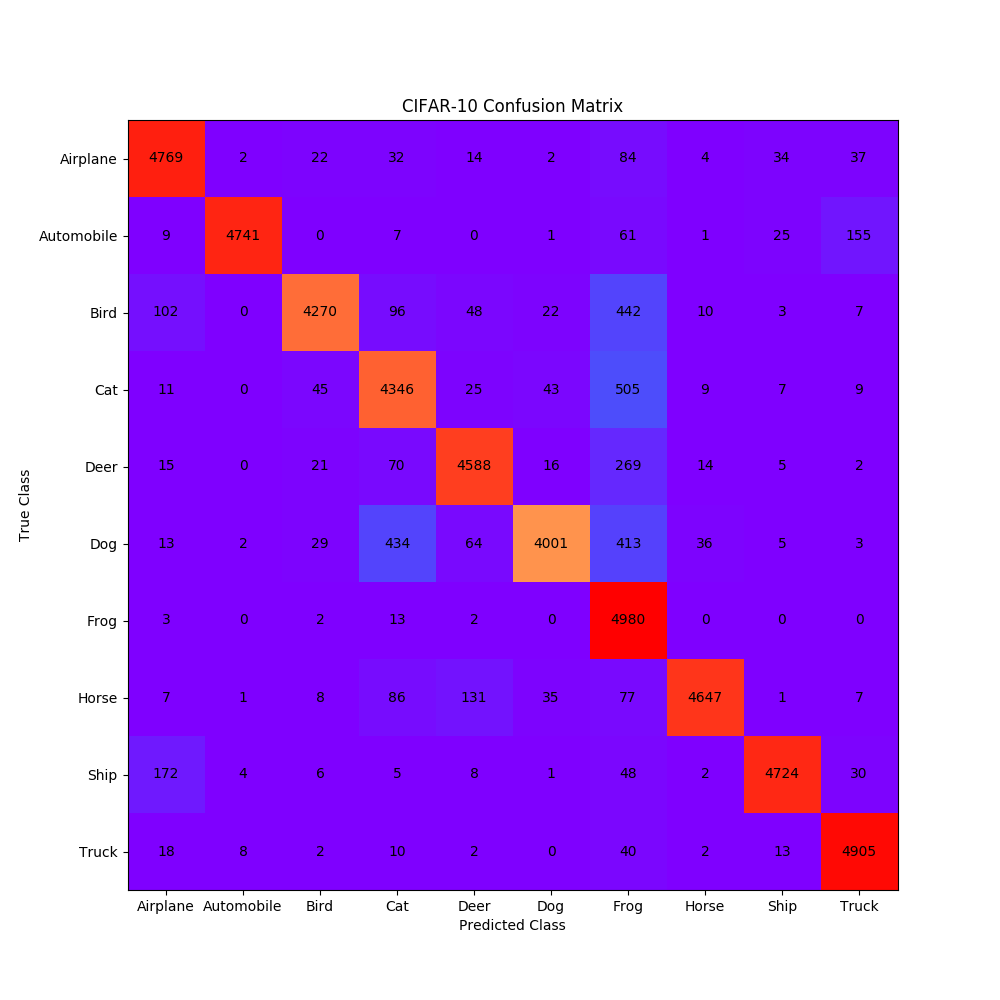 CIFAR-10 Confusion Matrix
Airplane 4769 2 22 32 14 2 84 4 34 37
Automobile 9 4741 0 7 0 1 61 1 25 155
Bird 102 0 4270 96 48 22 442 10 3 7
Cat 11 0 45 4346 25 43 505 9 7 9
Deer 15 0 21 70 4588 16 269 14 5 2
Dog 13 2 29 434 64 4001 413 36 5 3
Frog 3 0 2 13 2 0 4980 0 0 0
Horse 7 1 8 86 131 35 77 4647 1 7
Ship 172 4 6 5 8 1 48 2 4724 30
Truck 18 8 2 10 2 0 40 2 13 4905
Airplane Automobile Bird Cat Deer Dog Frog Horse Ship Truck
Predicted Class
True Class